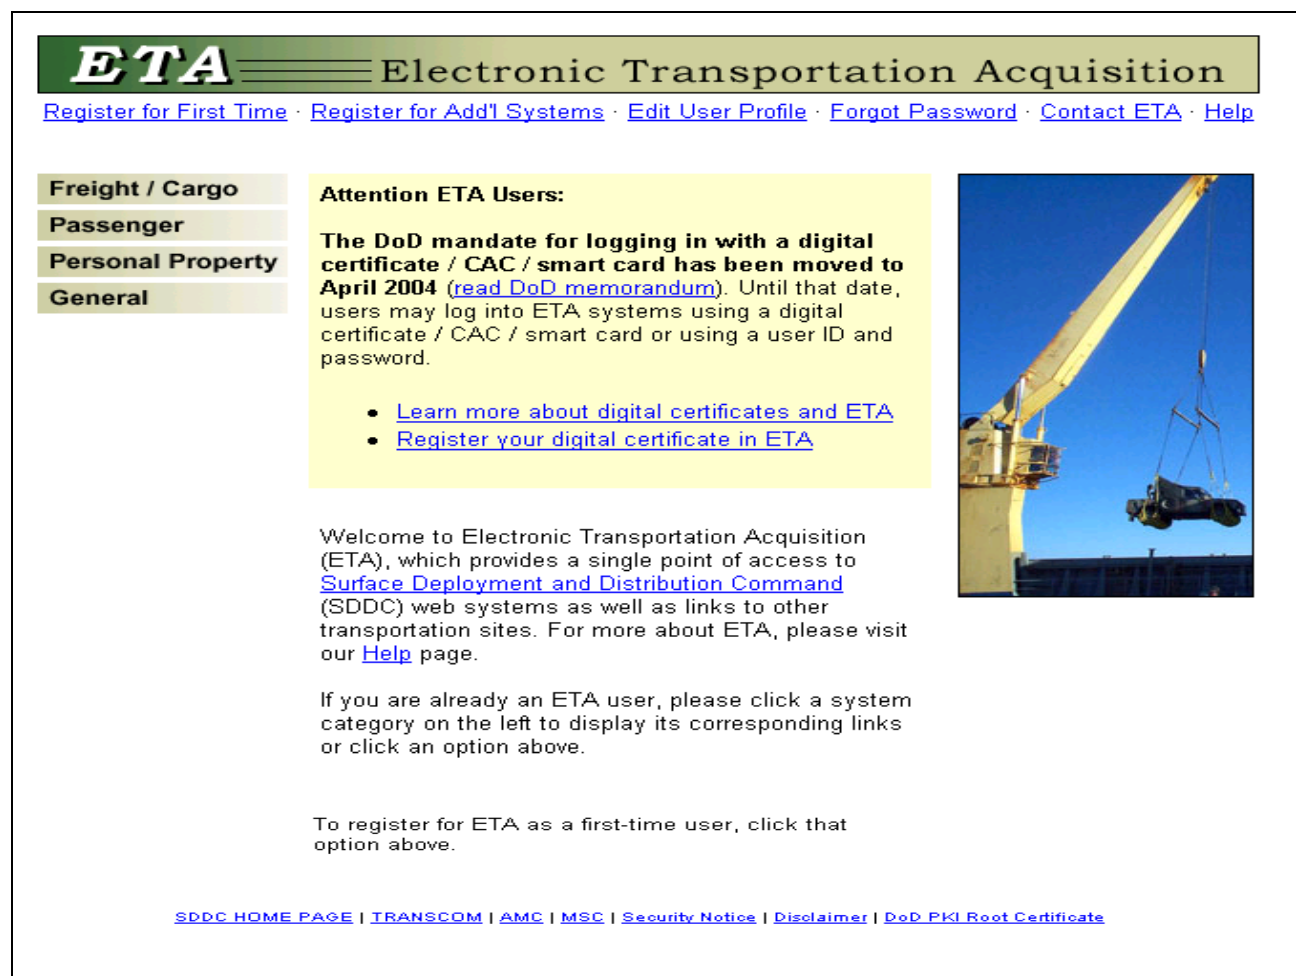 ETA Electronic Transportation Acquisition
Register for First Time · Register for Add'l Systems · Edit User Profile · Forgot Password · Contact ETA · Help
Freight / Cargo
Passenger
Personal Property
General
Attention ETA Users:
The DoD mandate for logging in with a digital
certificate / CAC / smart card has been moved to
April 2004 (read DoD memorandum). Until that date,
users may log into ETA systems using a digital
certificate / CAC / smart card or using a user ID and
password.
• Learn more about digital certificates and ETA
• Register your digital certificate in ETA
Welcome to Electronic Transportation Acquisition
(ETA), which provides a single point of access to
Surface Deployment and Distribution Command
(SDDC) web systems as well as links to other
transportation sites. For more about ETA, please visit
our Help page.
If you are already an ETA user, please click a system
category on the left to display its corresponding links
or click an option above.
To register for ETA as a first-time user, click that
option above.
SDDC HOME PAGE | TRANSCOM | AMC | MSC | Security Notice | Disclaimer | DoD PKI Root Certificate